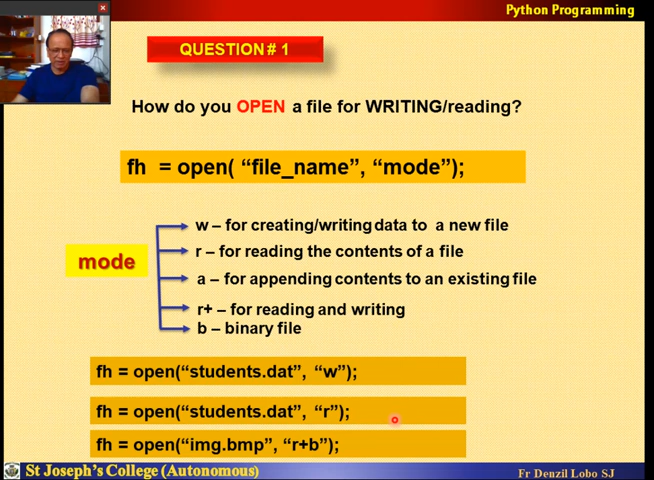 Python Programming
QUESTION # 1
How do you OPEN a file for WRITING/reading?
fh = open( “file_name”, “mode”);
mode
w – for creating/writing data to a new file
r – for reading the contents of a file
a – for appending contents to an existing file
r+ – for reading and writing
b – binary file
fh = open(“students.dat”, “w”);
fh = open(“students.dat”, “r”);
fh = open(“img.bmp”, “r+b”);
St Joseph’s College (Autonomous)
Fr Denzil Lobo SJ